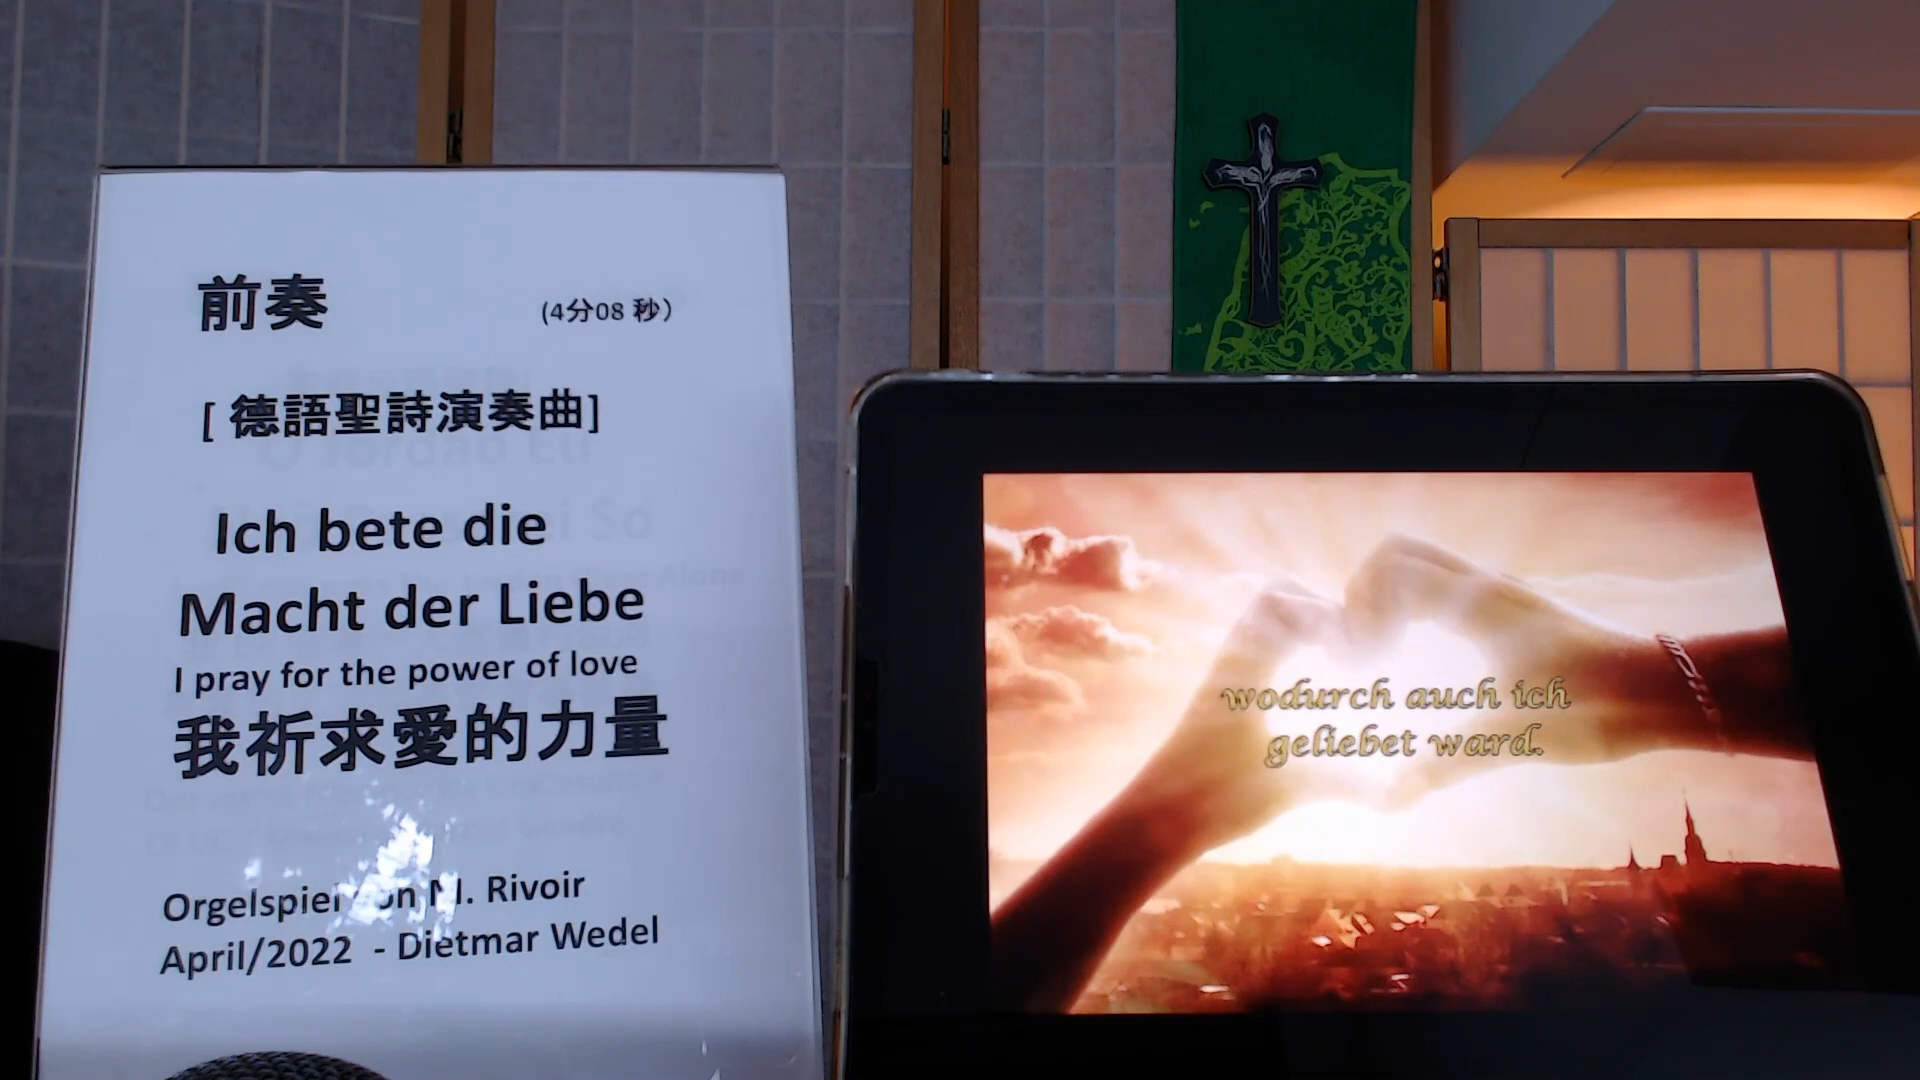 前奏 (4分08 秒)
[ 德語聖詩演奏曲]
Ich bete die
Macht der Liebe
I pray for the power of love
我祈求愛的力量
Orgelspiel M. Rivoir
April/2022 - Dietmar Wedel
wodurch auch ich
geliebet ward.